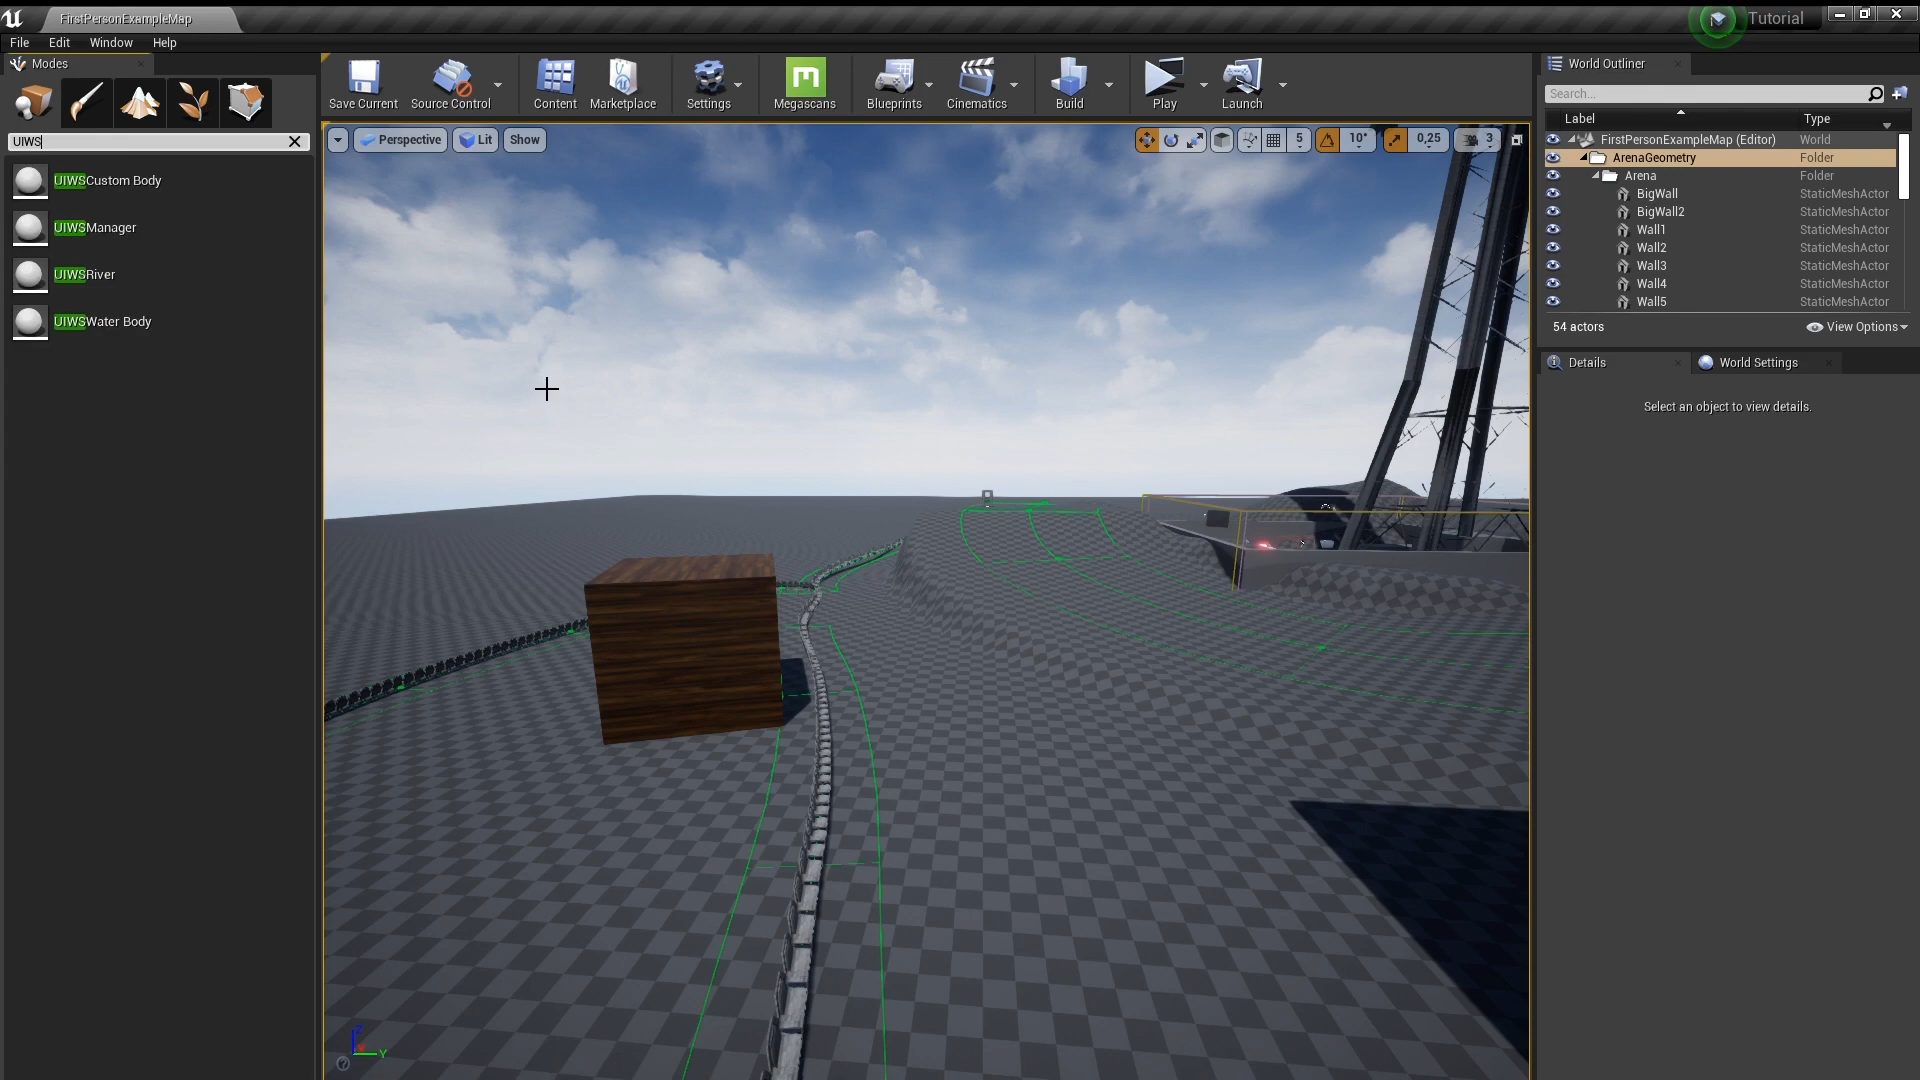 FirstPersonExampleMap
Tutorial
File Edit Window Help
Modes
UIWS
UIWSCustom Body
UIWSManager
UIWSRiver
UIWSWater Body
Save Current
Source Control
Content
Marketplace
Settings
Megascans
Blueprints
Cinematics
Build
Play
Launch
Perspective
Lit
Show
5
10°
0,25
3
Z
Y
World Outliner
Search...
Label Type
FirstPersonExampleMap (Editor) World
ArenaGeometry Folder
Arena Folder
BigWall StaticMeshActor
BigWall2 StaticMeshActor
Wall1 StaticMeshActor
Wall2 StaticMeshActor
Wall3 StaticMeshActor
Wall4 StaticMeshActor
Wall5 StaticMeshActor
54 actors
View Options
Details
World Settings
Select an object to view details.